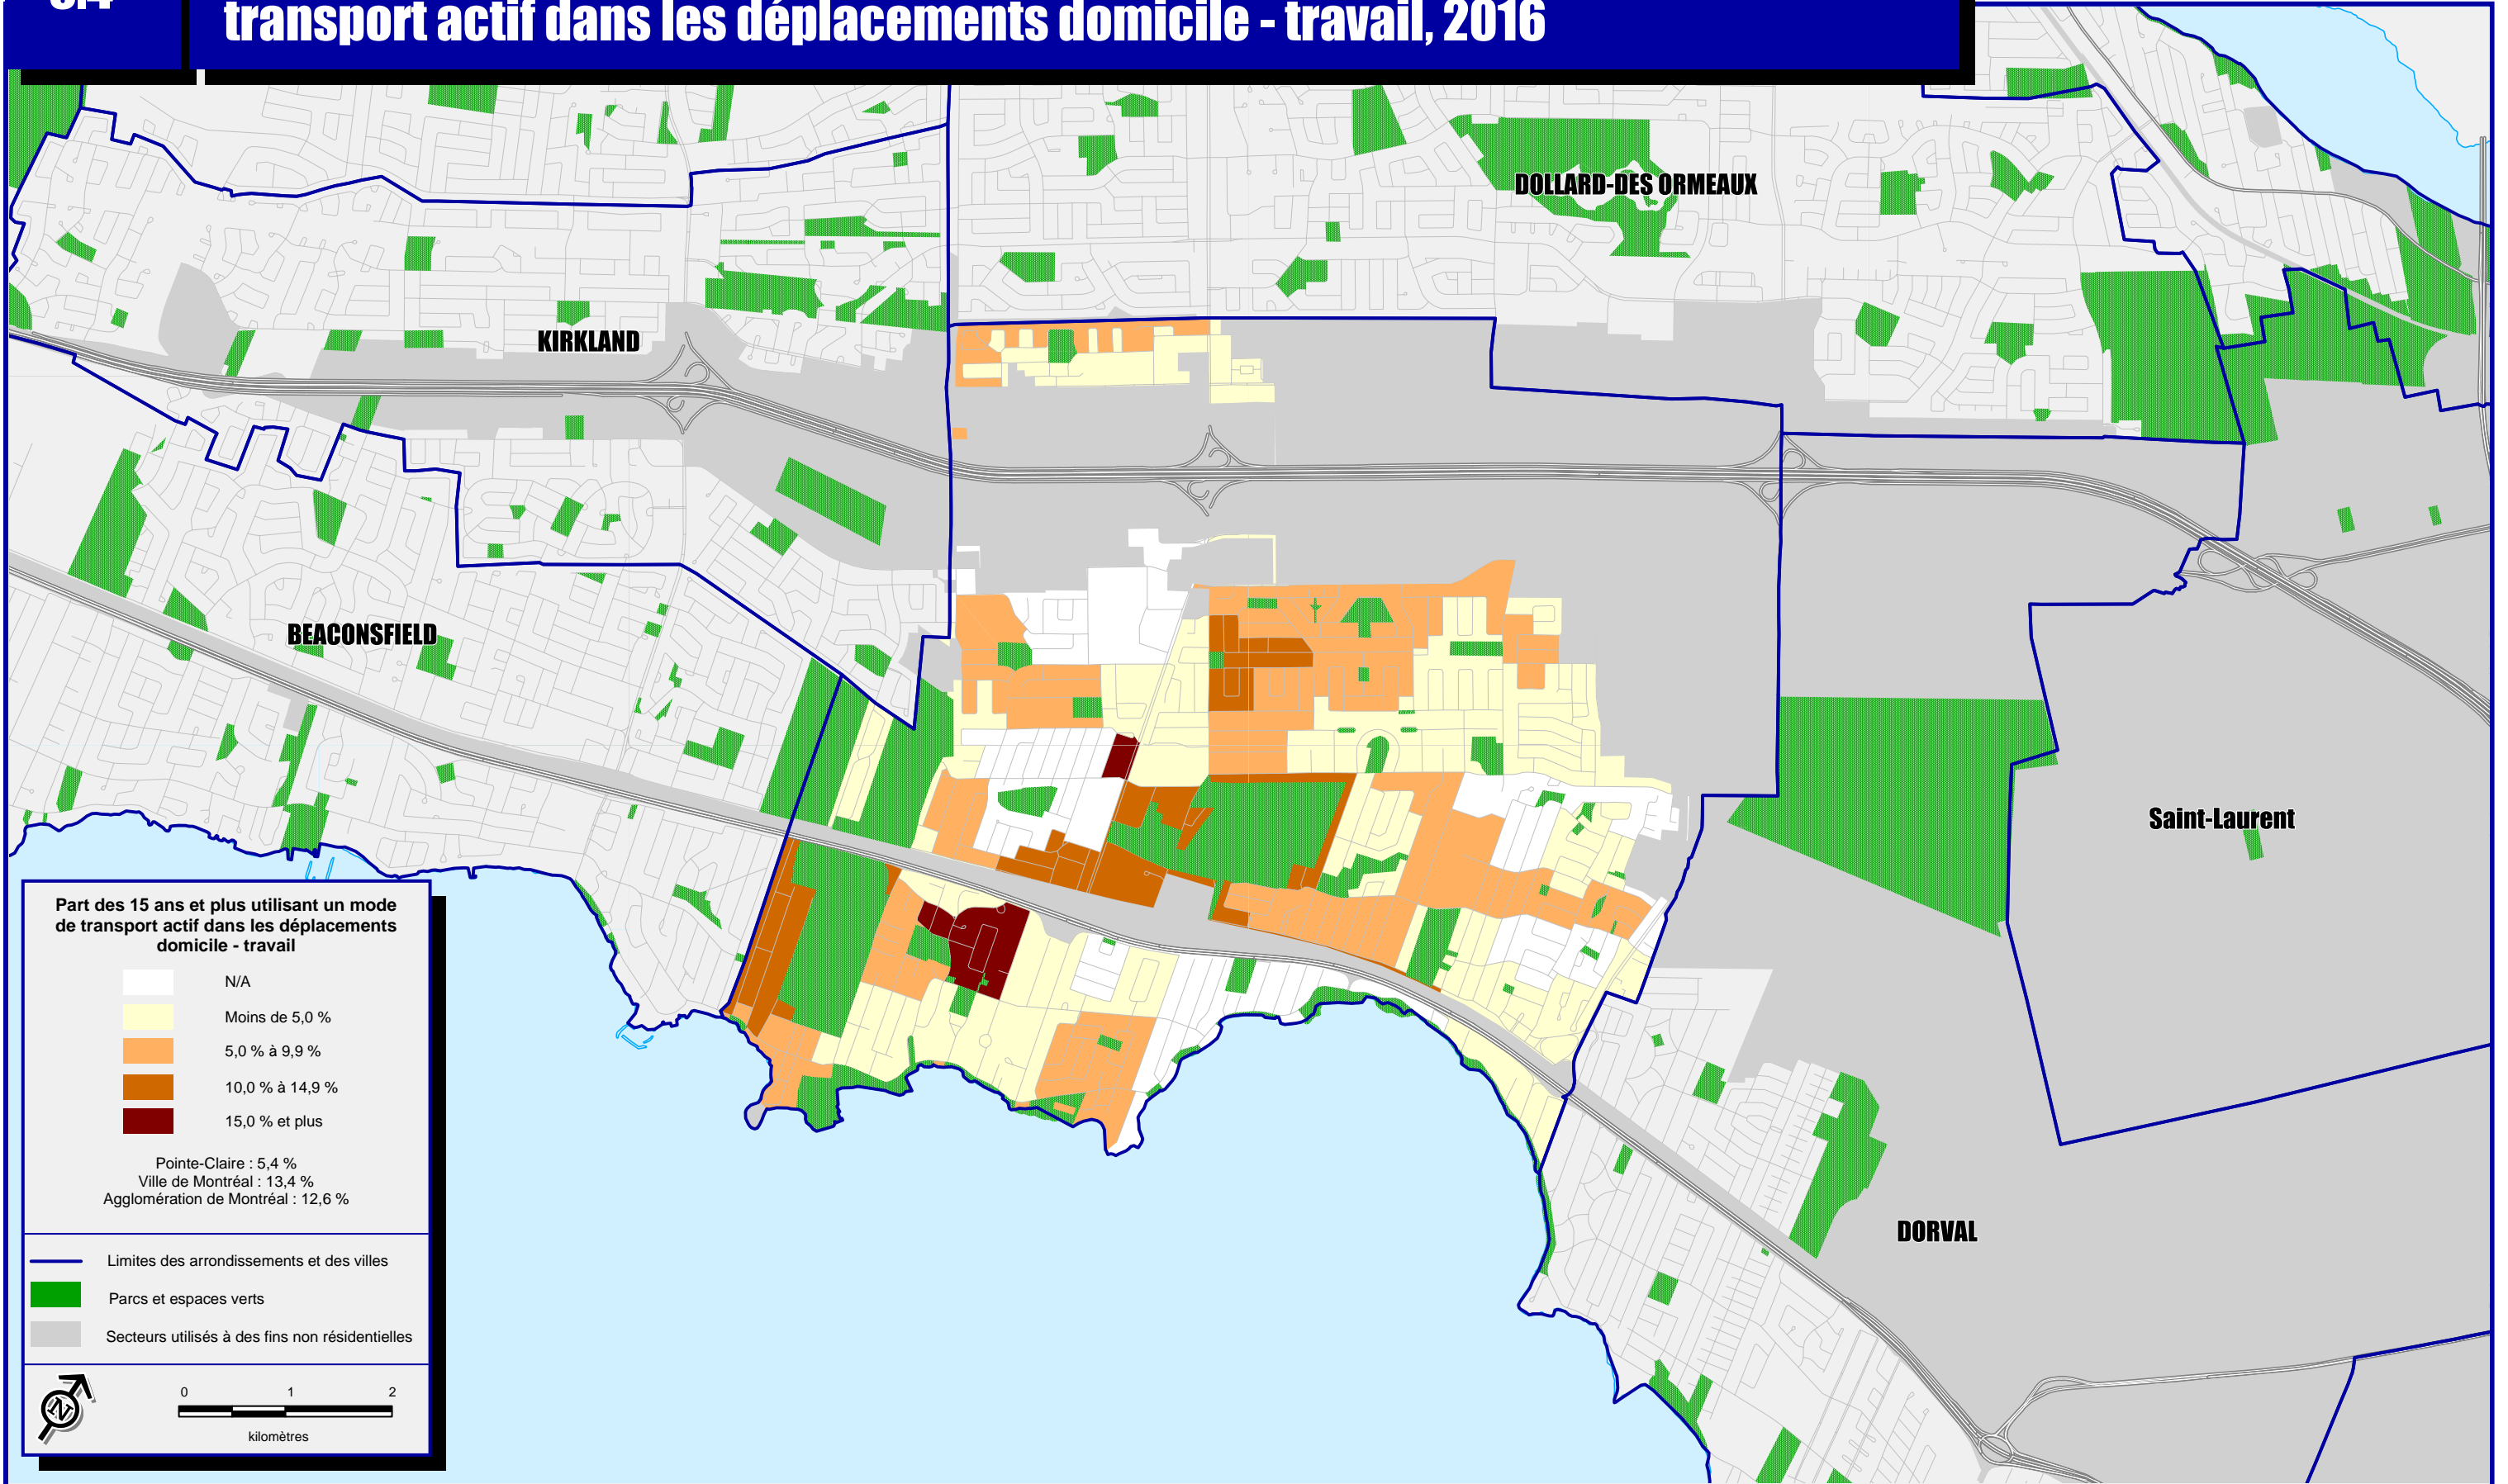 transport actif dans les déplacements domicile - travail, 2016
DOLLARD-DES ORMEAUX
KIRKLAND
BEACONSFIELD
Saint-Laurent
DORVAL
Part des 15 ans et plus utilisant un mode
de transport actif dans les déplacements
domicile - travail
N/A
Moins de 5,0 %
5,0 % à 9,9 %
10,0 % à 14,9 %
15,0 % et plus
Pointe-Claire : 5,4 %
Ville de Montréal : 13,4 %
Agglomération de Montréal : 12,6 %
Limites des arrondissements et des villes
Parcs et espaces verts
Secteurs utilisés à des fins non résidentielles
N
0 1 2
kilomètres